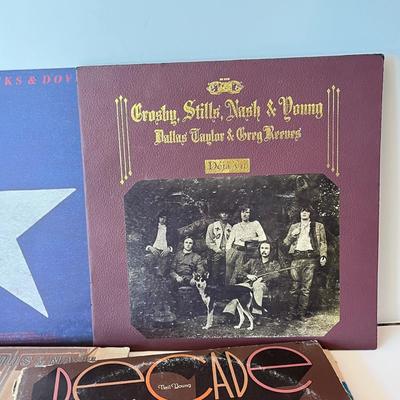 KS & DOV
Crosby, Stills, Nash & Young
Dallas Taylor & Greg Reeves
Déjà Vu
DECADE
Neil Young